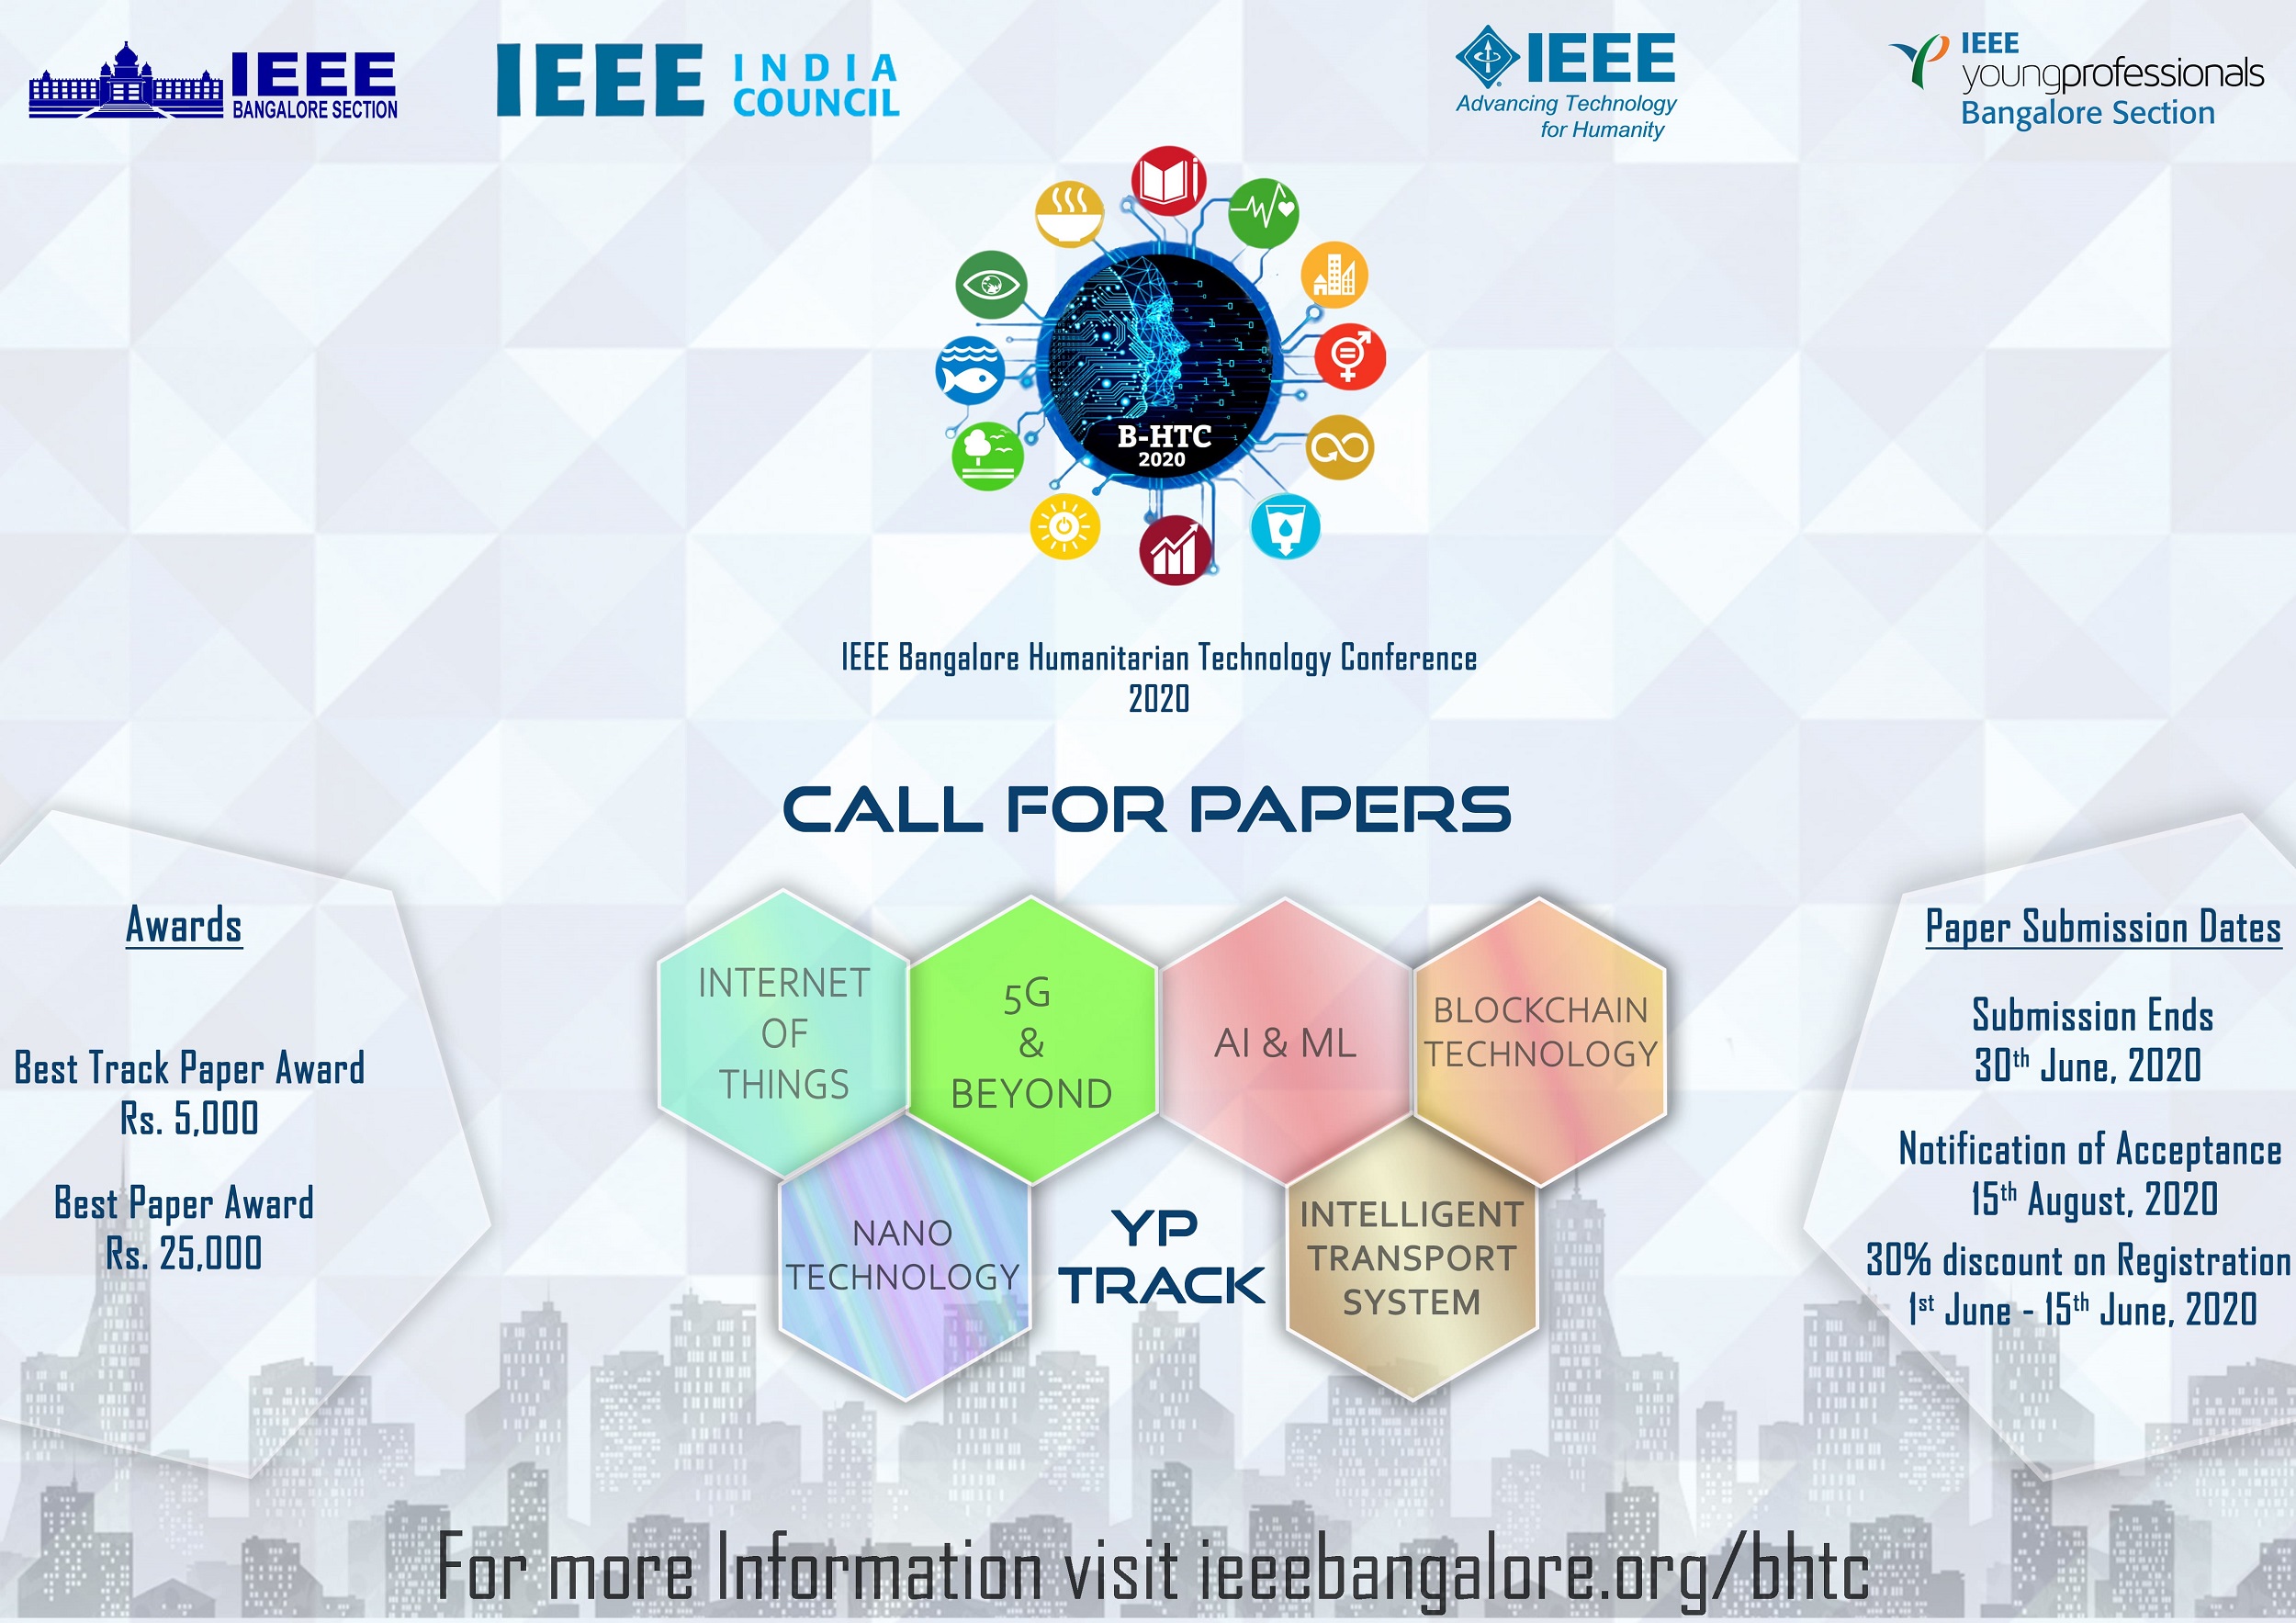 IEEE
BANGALORE SECTION
IEEE INDIA
COUNCIL
IEEE
Advancing Technology
for Humanity
IEEE
youngprofessionals
Bangalore Section
B-HTC
2020
IEEE Bangalore Humanitarian Technology Conference
2020
CALL FOR PAPERS
Awards
Best Track Paper Award
Rs. 5,000
Best Paper Award
Rs. 25,000
INTERNET
OF
THINGS
5G
&
BEYOND
AI & ML
BLOCKCHAIN
TECHNOLOGY
NANO
TECHNOLOGY
YP
TRACK
INTELLIGENT
TRANSPORT
SYSTEM
Paper Submission Dates
Submission Ends
30th June, 2020
Notification of Acceptance
15th August, 2020
30% discount on Registration
1st June - 15th June, 2020
For more Information visit ieeebangalore.org/bhtc